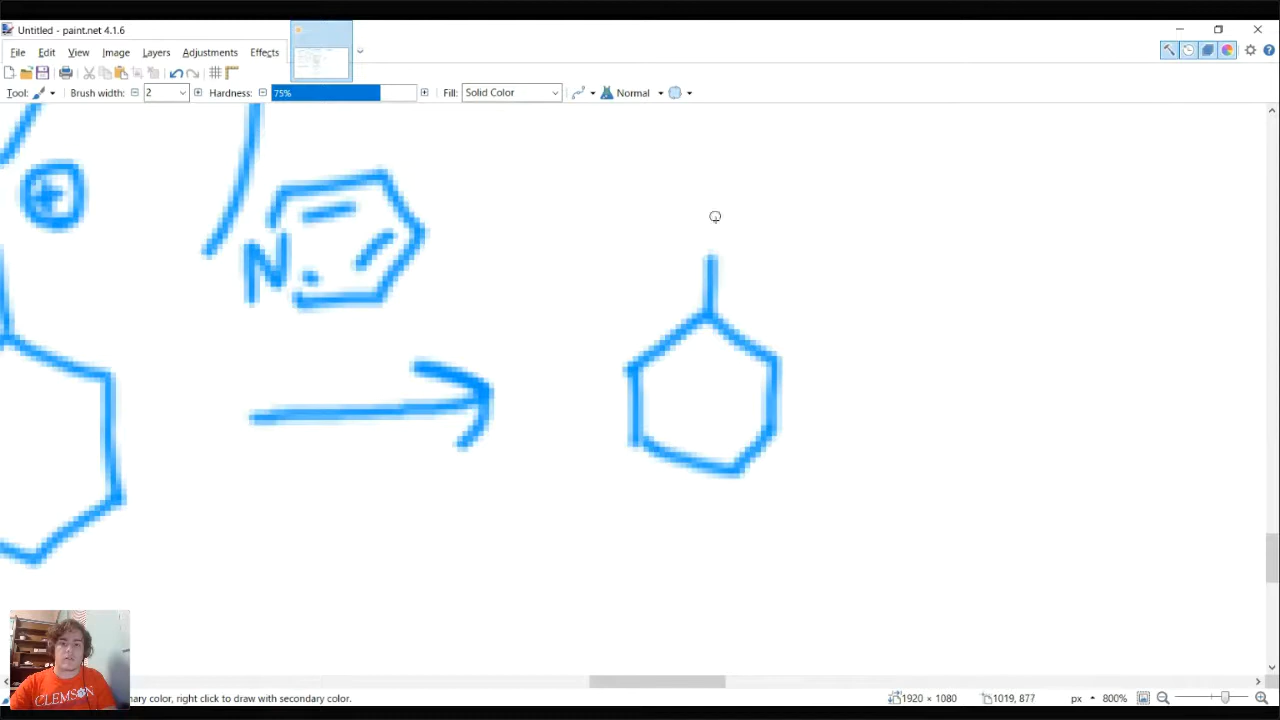 Untitled - paint.net 4.1.6
File Edit View Image Layers Adjustments Effects
Tool: Brush width: 2 Hardness: 75% Fill: Solid Color Normal
+
N
CLEMSON
nary color, right click to draw with secondary color. 1920 × 1080 1019, 877 px 800%